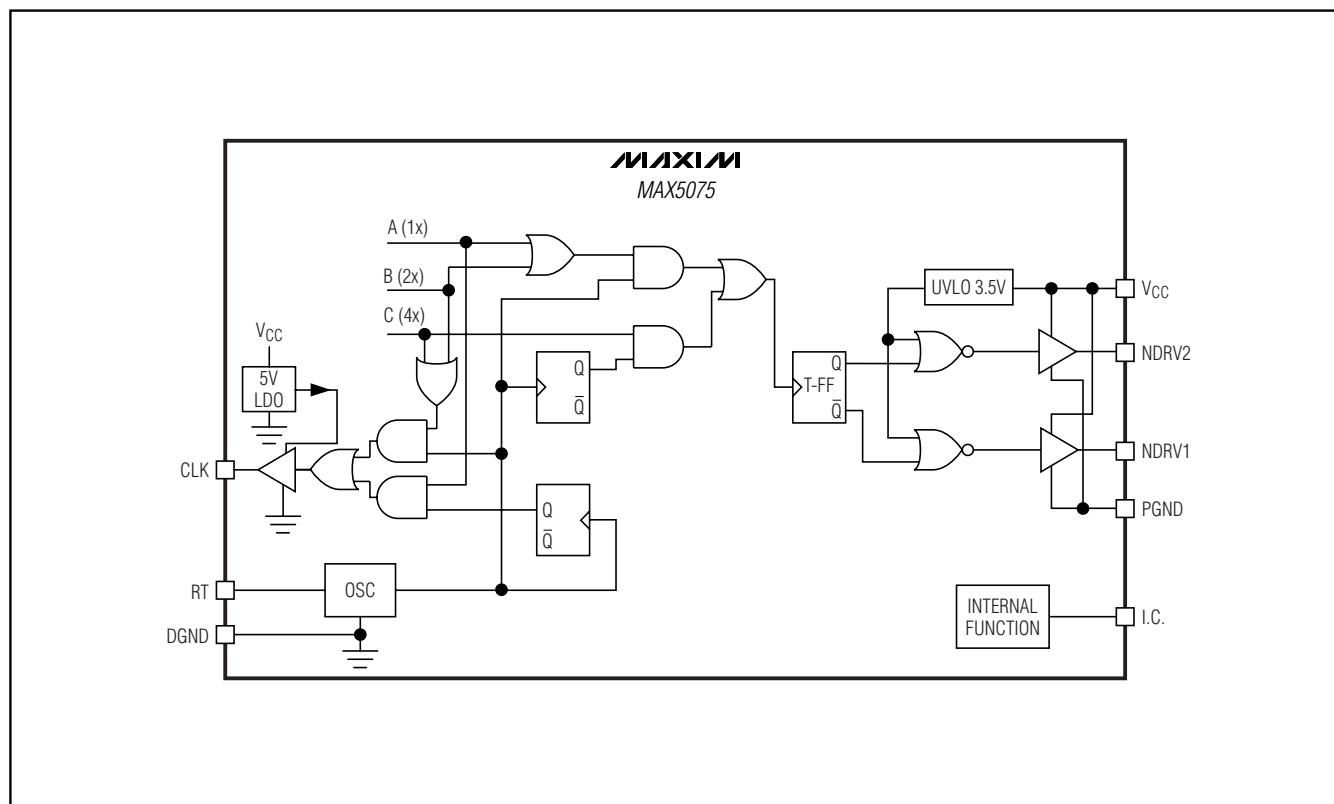 MAXIM
MAX5075
A (1x)
B (2x)
C (4x)
VCC
5V
LDO
CLK
RT
DGND
OSC
Q
Q̅
Q
Q̅
T-FF
Q
Q̅
UVLO 3.5V
VCC
NDRV2
NDRV1
PGND
INTERNAL
FUNCTION
I.C.